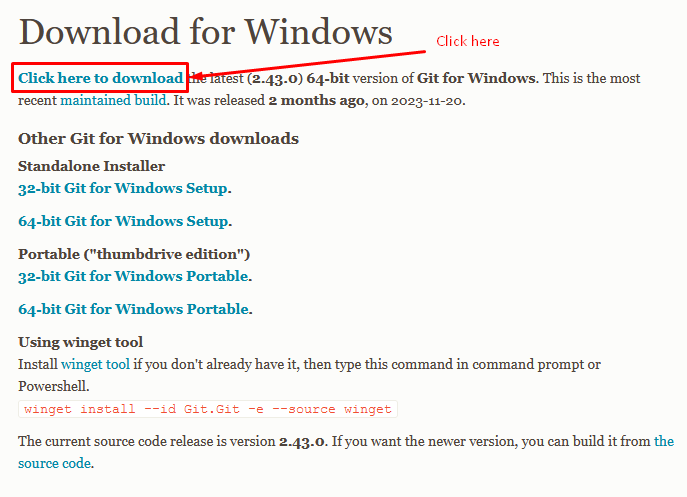 Download for Windows
Click here
Click here to download the latest (2.43.0) 64-bit version of Git for Windows. This is the most
recent maintained build. It was released 2 months ago, on 2023-11-20.
Other Git for Windows downloads
Standalone Installer
32-bit Git for Windows Setup.
64-bit Git for Windows Setup.
Portable ("thumbdrive edition")
32-bit Git for Windows Portable.
64-bit Git for Windows Portable.
Using winget tool
Install winget tool if you don't already have it, then type this command in command prompt or
Powershell.
winget install --id Git.Git -e --source winget
The current source code release is version 2.43.0. If you want the newer version, you can build it from the
source code.